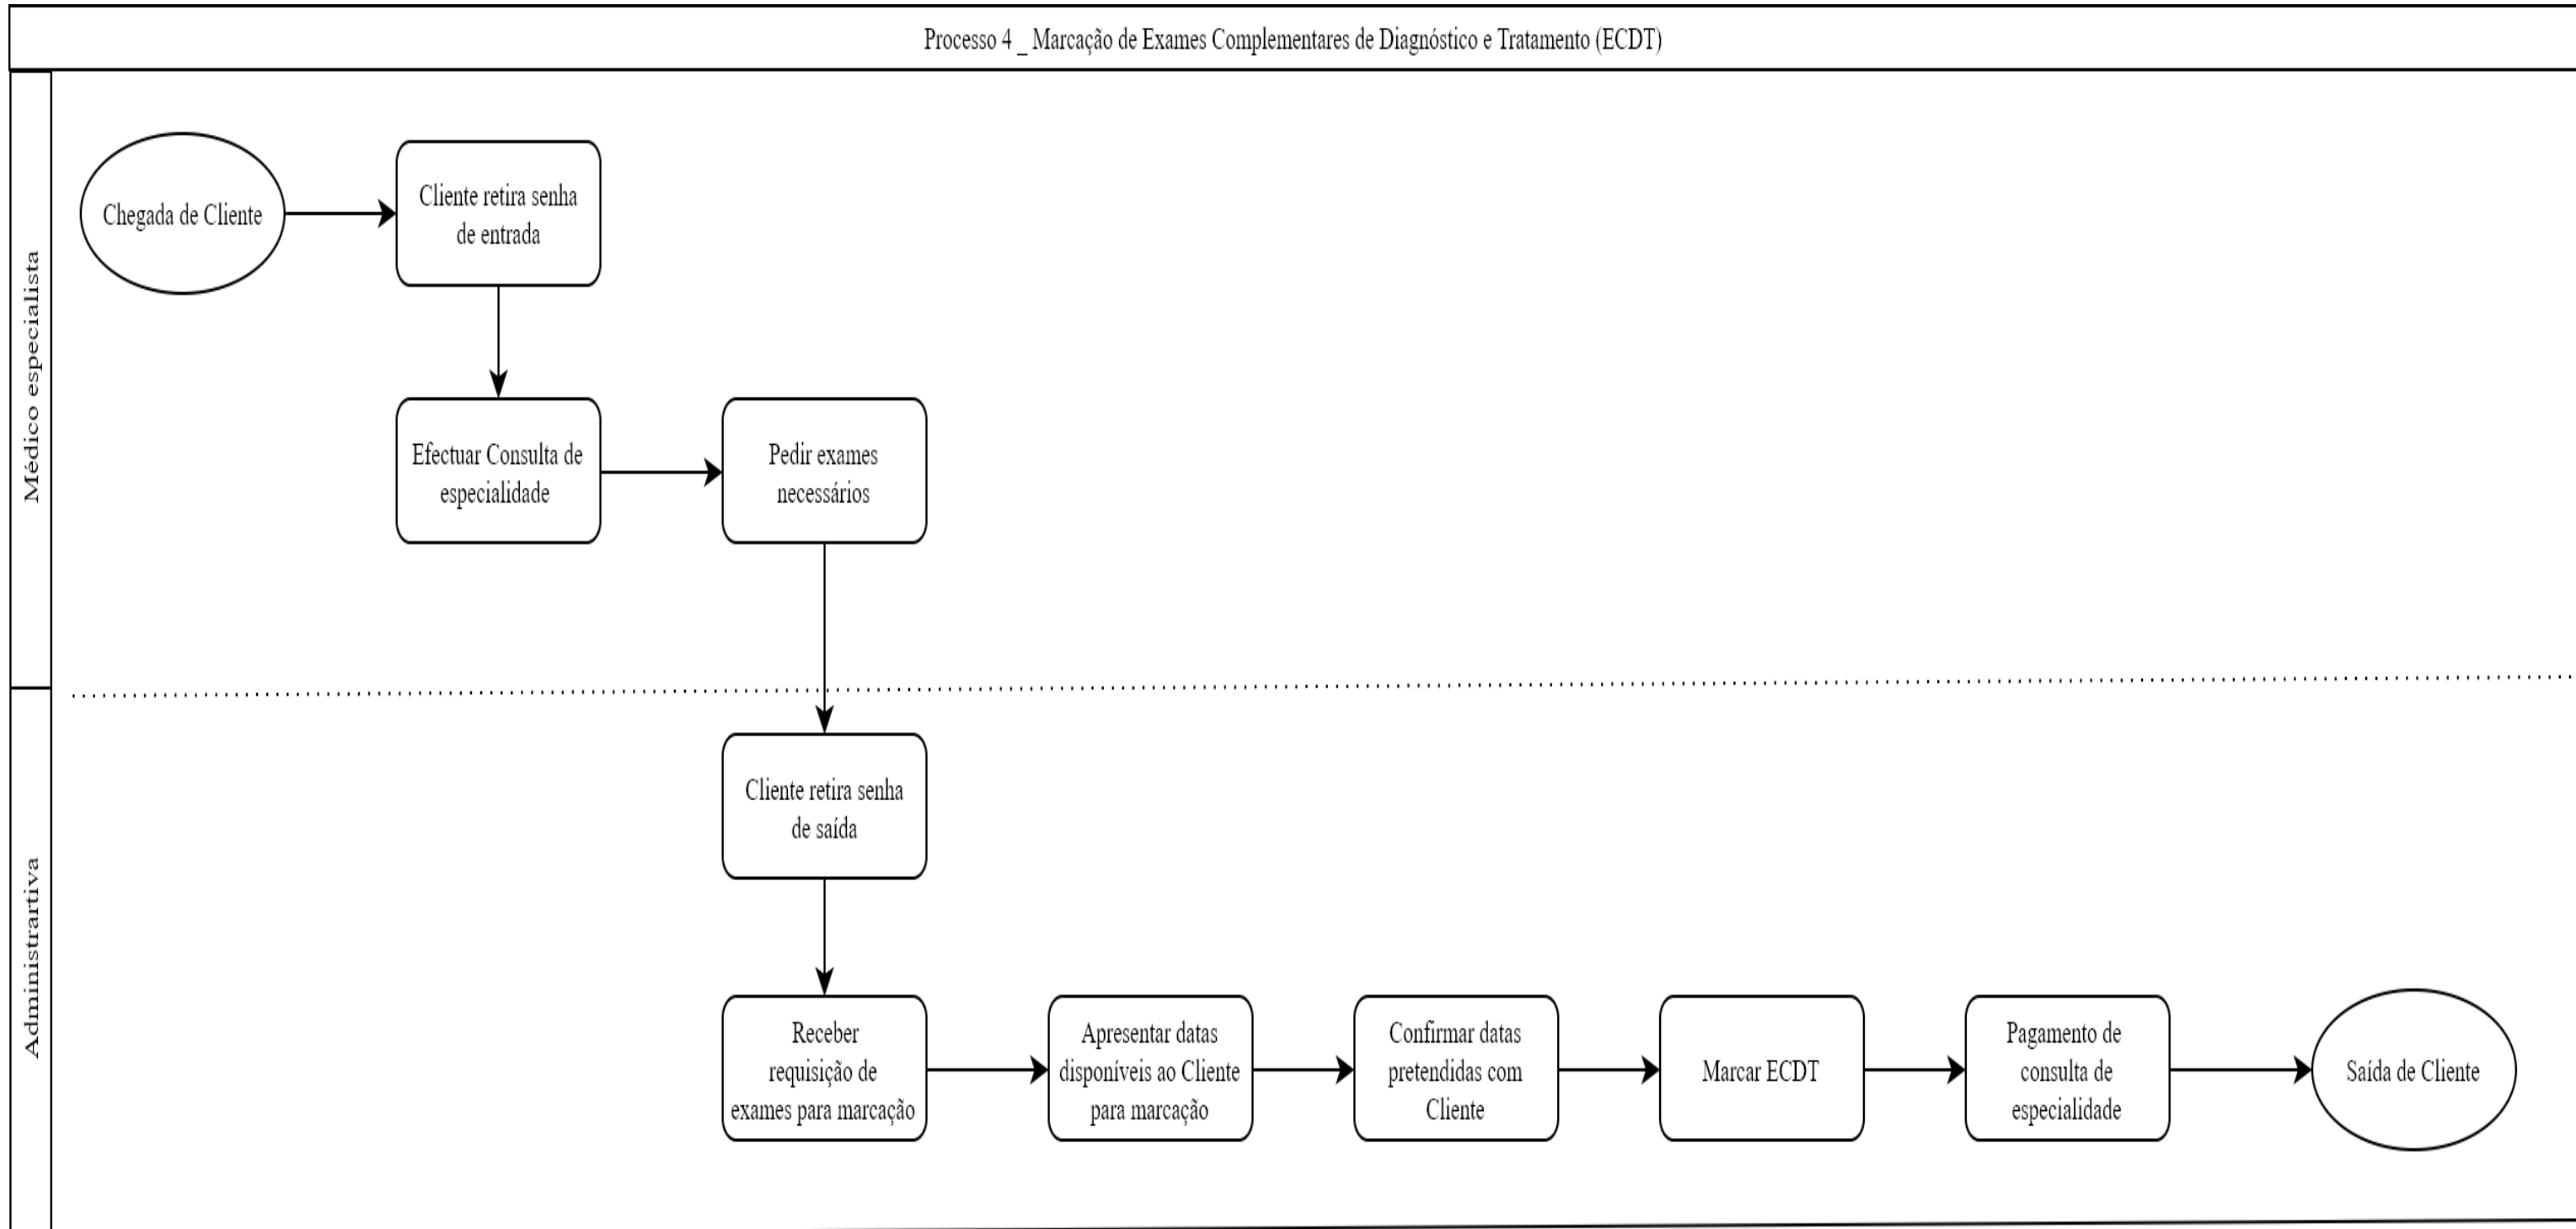 Processo 4 _ Marcação de Exames Complementares de Diagnóstico e Tratamento (ECDT)
Médico especialista
Chegada de Cliente
Cliente retira senha
de entrada
Efectuar Consulta de
especialidade
Pedir exames
necessários
Administrartiva
Cliente retira senha
de saída
Receber
requisição de
exames para marcação
Apresentar datas
disponíveis ao Cliente
para marcação
Confirmar datas
pretendidas com
Cliente
Marcar ECDT
Pagamento de
consulta de
especialidade
Saída de Cliente